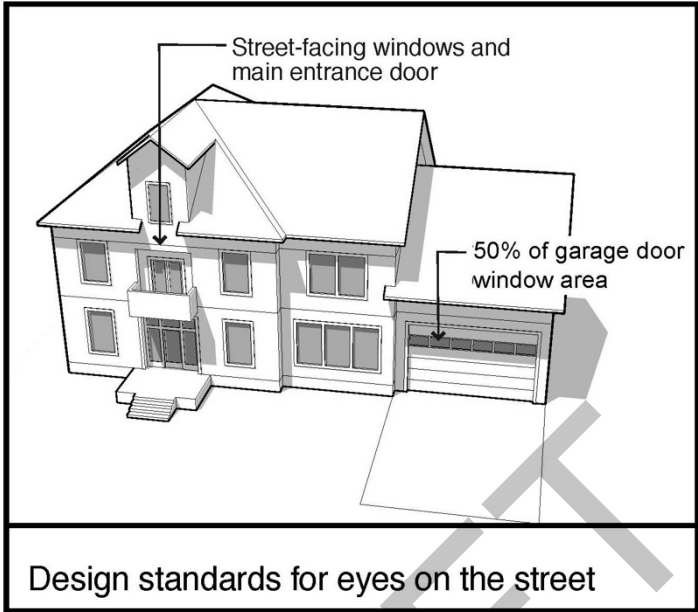 Street-facing windows and
main entrance door
50% of garage door
window area
Design standards for eyes on the street